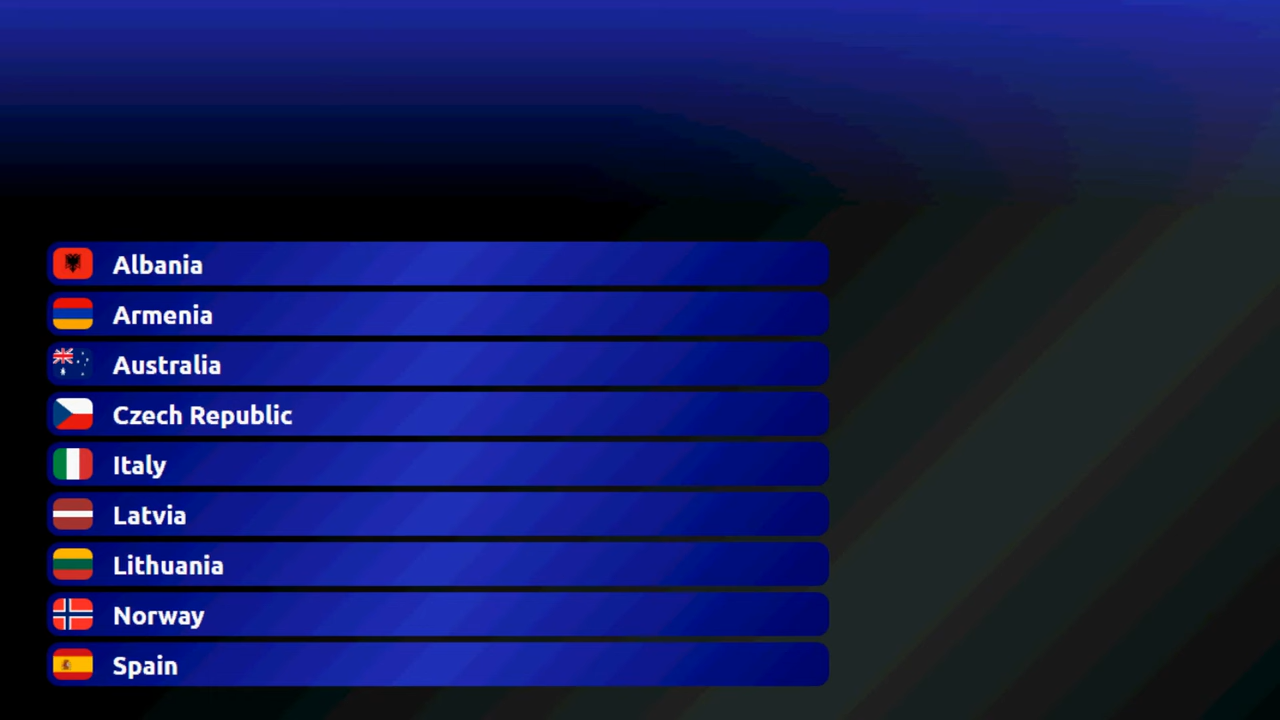 Albania
Armenia
Australia
Czech Republic
Italy
Latvia
Lithuania
Norway
Spain